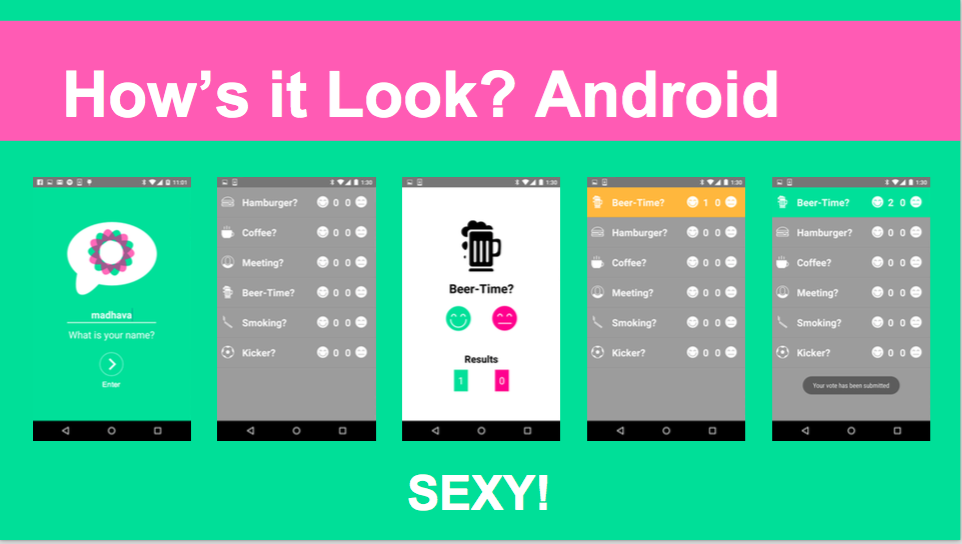 How's it Look? Android
11:01
madhava
What is your name?
Enter
1:30
Hamburger? 0 0
Coffee? 0 0
Meeting? 0 0
Beer-Time? 0 0
Smoking? 0 0
Kicker? 0 0
1:30
Beer-Time?
Results
1 0
1:30
Beer-Time? 1 0
Hamburger? 0 0
Coffee? 0 0
Meeting? 0 0
Smoking? 0 0
Kicker? 0 0
1:30
Beer-Time? 2 0
Hamburger? 0 0
Coffee? 0 0
Meeting? 0 0
Smoking? 0 0
Kicker? 0 0
Your vote has been submitted
SEXY!